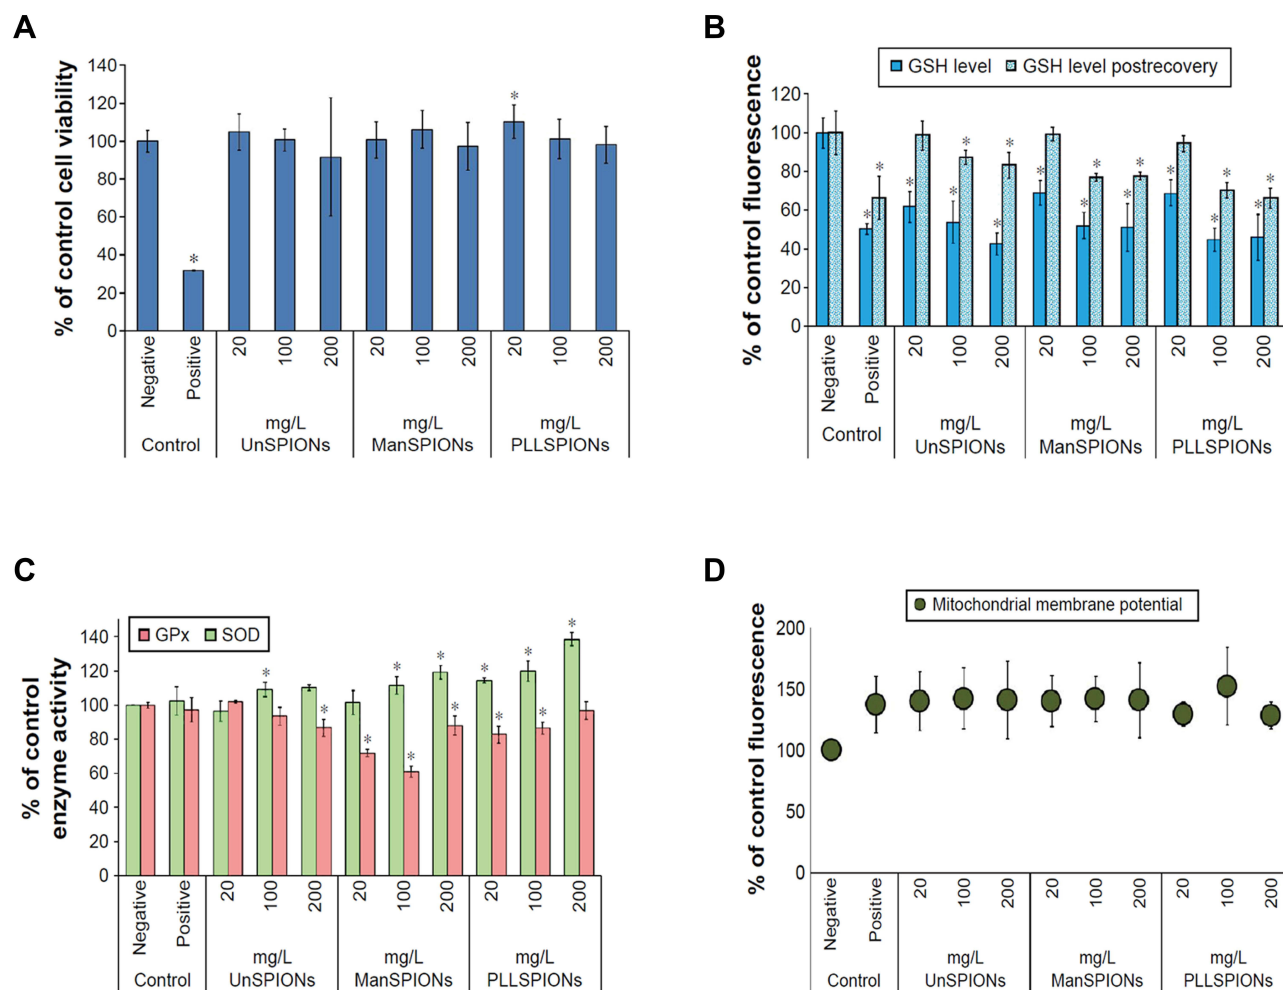 A
% of control cell viability
140
120
100
80
60
40
20
0
*
*
Negative
Positive
20
100
200
20
100
200
20
100
200
Control
mg/L
UnSPIONs
mg/L
ManSPIONs
mg/L
PLLSPIONs
B
GSH level
GSH level postrecovery
% of control fluorescence
120
100
80
60
40
20
0
* * * * * * * * * * * * * * * * *
Negative
Positive
20
100
200
20
100
200
20
100
200
Control
mg/L
UnSPIONs
mg/L
ManSPIONs
mg/L
PLLSPIONs
C
GPx
SOD
% of control
enzyme activity
140
120
100
80
60
40
20
0
* * * * * * * * * * * *
Negative
Positive
20
100
200
20
100
200
20
100
200
Control
mg/L
UnSPIONs
mg/L
ManSPIONs
mg/L
PLLSPIONs
D
Mitochondrial membrane potential
% of control fluorescence
200
150
100
50
0
Negative
Positive
20
100
200
20
100
200
20
100
200
Control
mg/L
UnSPIONs
mg/L
ManSPIONs
mg/L
PLLSPIONs